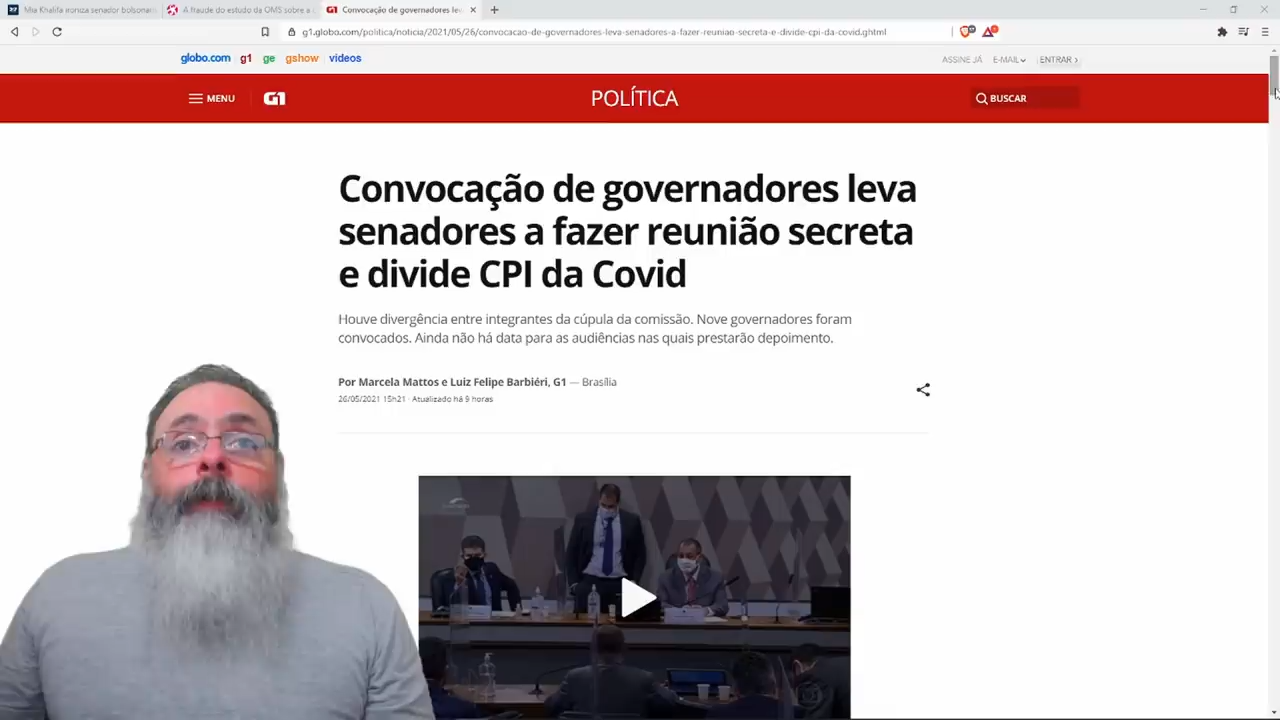 Mia Khalifa ironiza senador bolsonar
A fraude do estudo da OMS sobre a c
G1 Convocação de governadores lev
g1.globo.com/politica/noticia/2021/05/26/convocacao-de-governadores-leva-senadores-a-fazer-reuniao-secreta-e-divide-cpi-da-covid.ghtml
globo.com g1 ge gshow videos
ASSINE JÁ E-MAIL ENTRAR ›
MENU G1 POLÍTICA BUSCAR
Convocação de governadores leva
senadores a fazer reunião secreta
e divide CPI da Covid
Houve divergência entre integrantes da cúpula da comissão. Nove governadores foram
convocados. Ainda não há data para as audiências nas quais prestarão depoimento.
Por Marcela Mattos e Luiz Felipe Barbiéri, G1 — Brasília
26/05/2021 15h21 · Atualizado há 9 horas